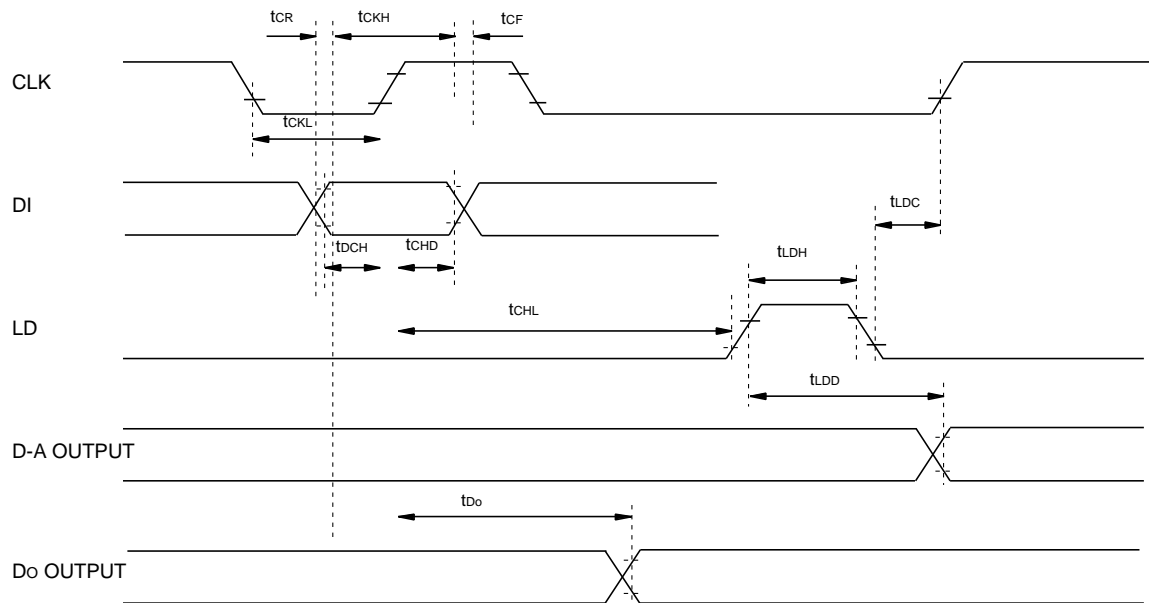 tCR
tCKH
tCF
CLK
tCKL
DI
tLDC
tDCH
tCHD
tLDH
tCHL
LD
tLDD
D-A OUTPUT
tDo
Do OUTPUT